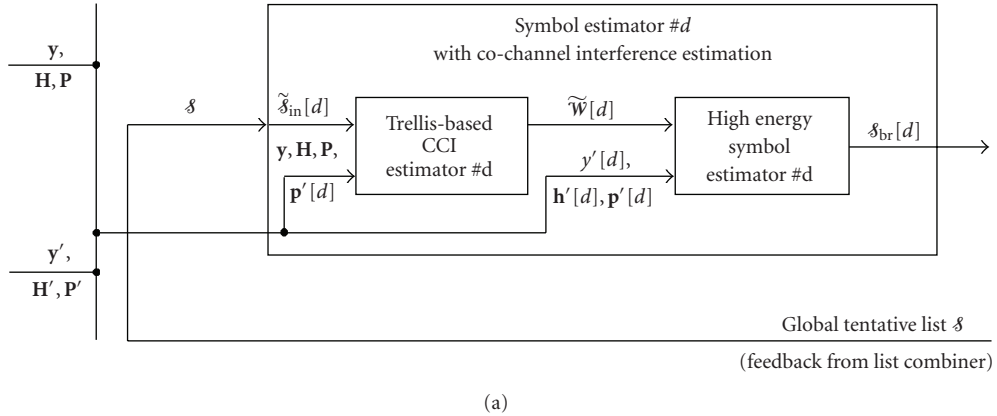 Symbol estimator #d
with co-channel interference estimation
y,
H, P
𝓈
𝓈̃in[d]
y, H, P,
p′[d]
Trellis-based
CCI
estimator #d
𝒲̃[d]
y′[d],
h′[d], p′[d]
High energy
symbol
estimator #d
𝓈br[d]
y′,
H′, P′
Global tentative list 𝓈
(feedback from list combiner)
(a)